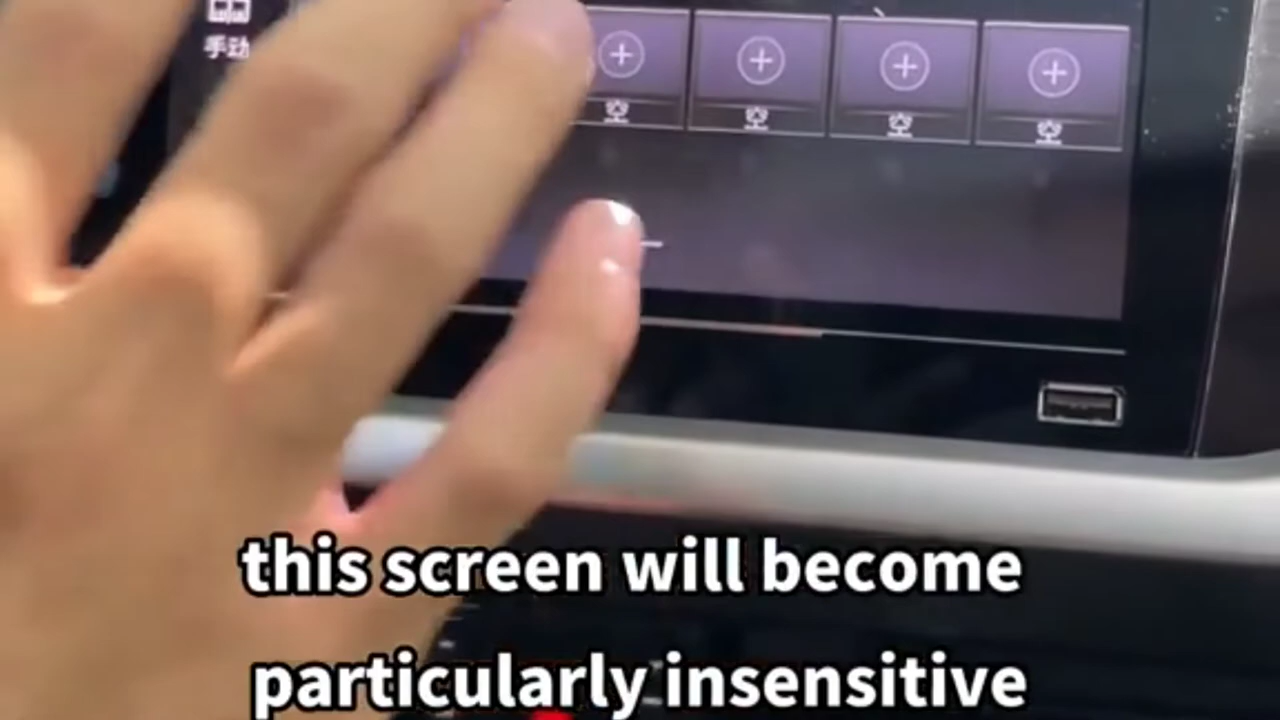 手动
空 空 空 空
this screen will become
particularly insensitive